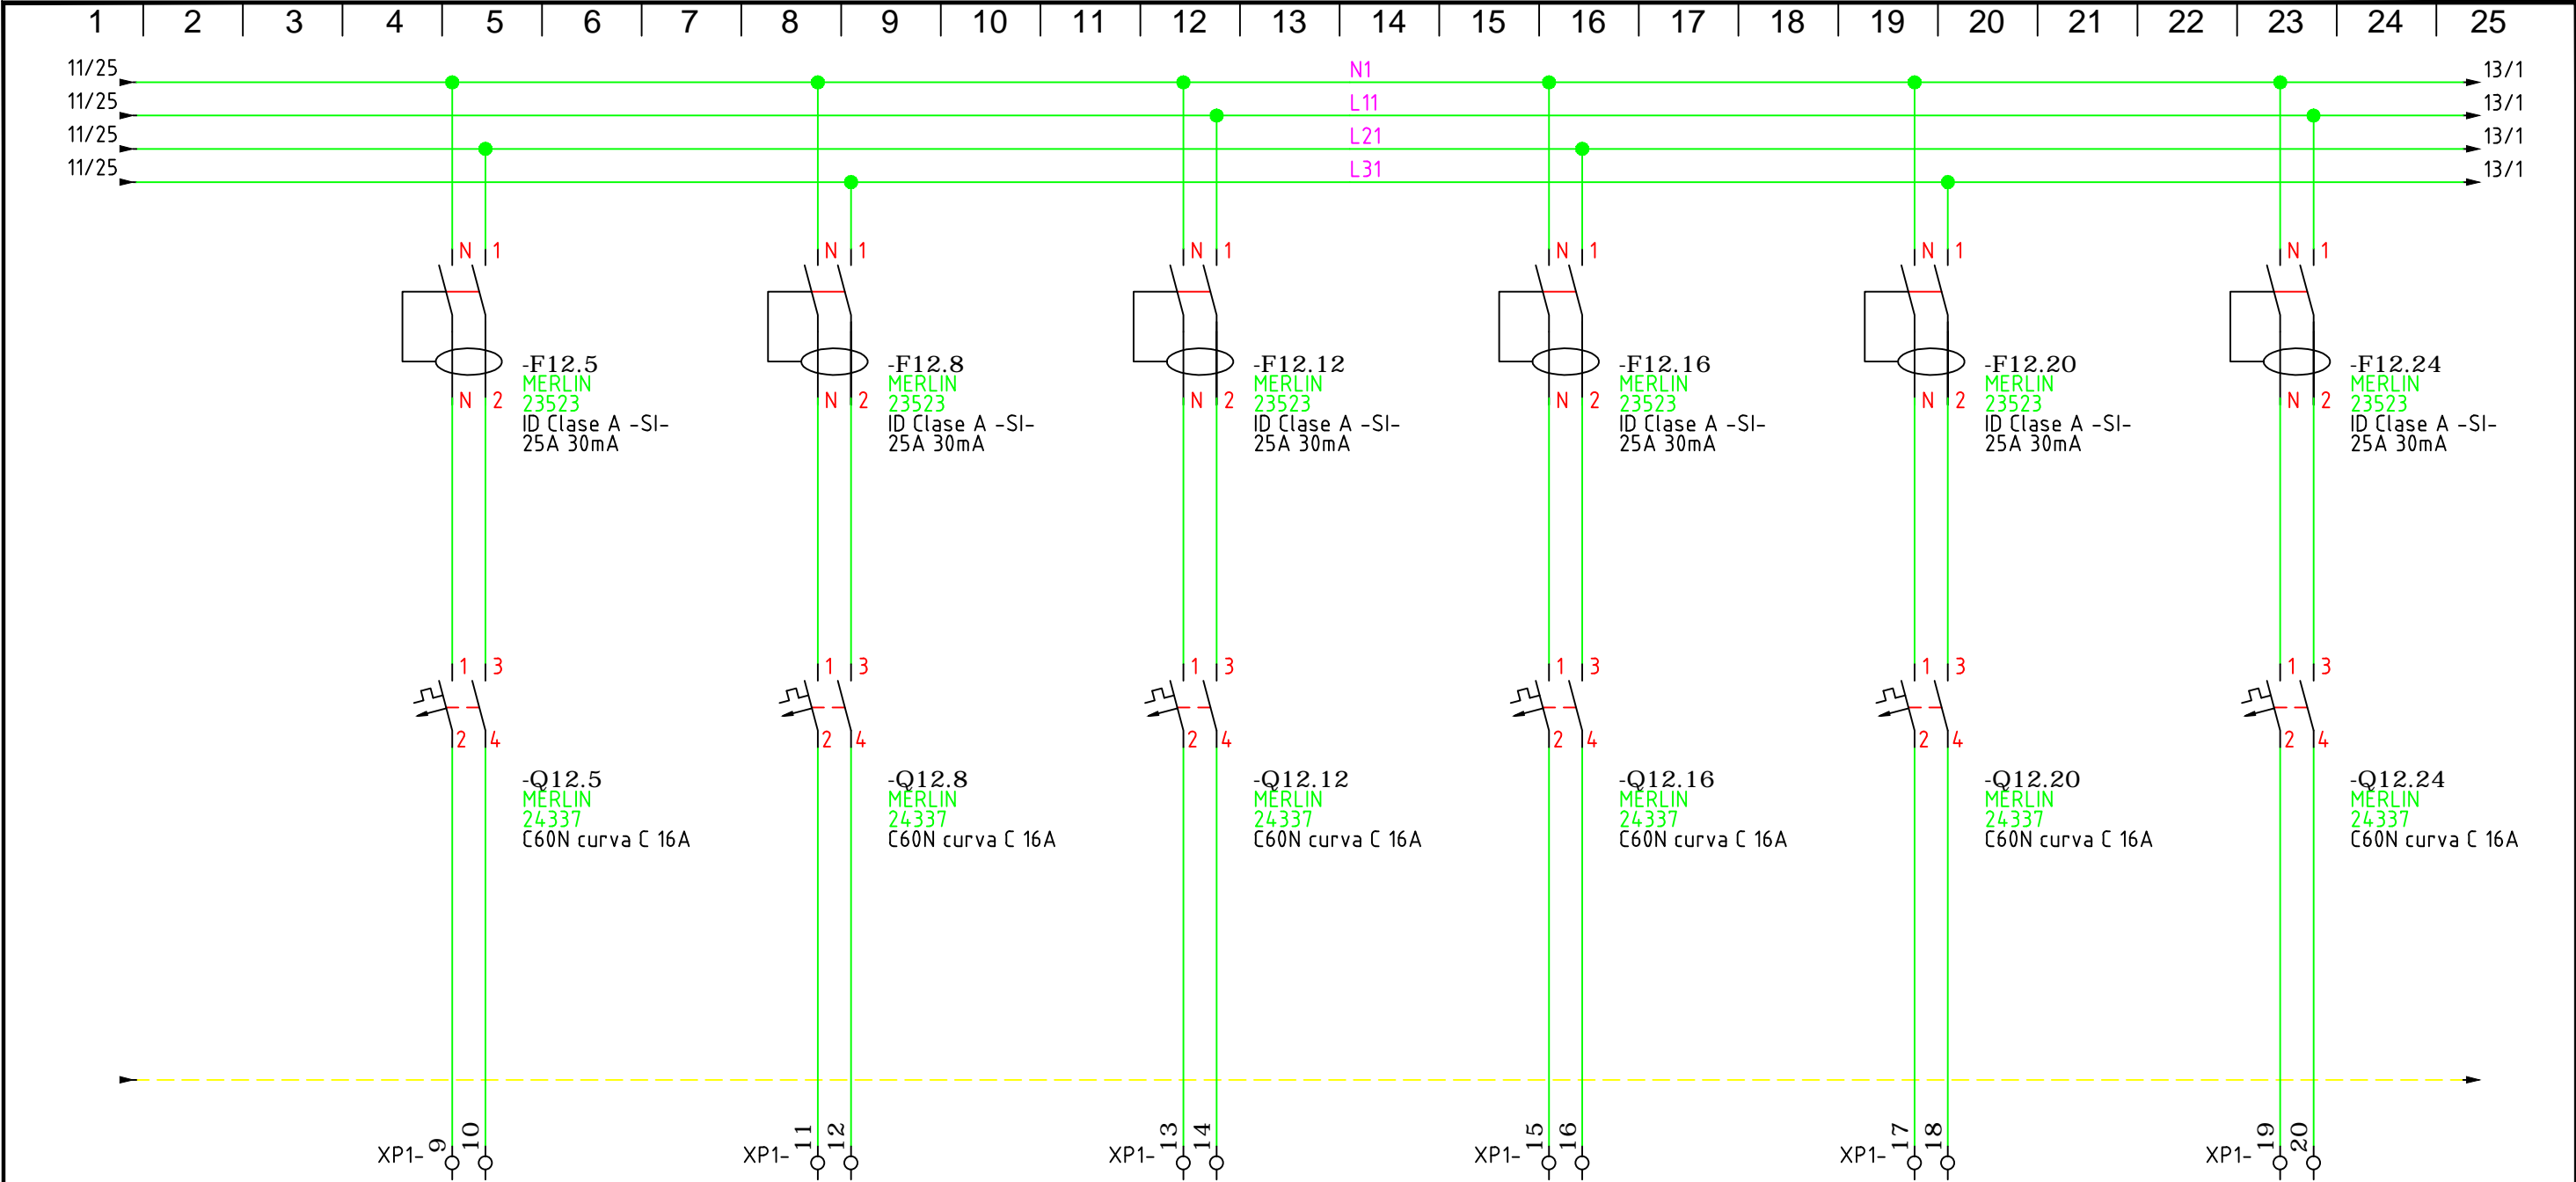 1 2 3 4 5 6 7 8 9 10 11 12 13 14 15 16 17 18 19 20 21 22 23 24 25
11/25 N1 13/1
11/25 L11 13/1
11/25 L21 13/1
11/25 L31 13/1
N 1 N 1 N 1 N 1 N 1 N 1
-F12.5 -F12.8 -F12.12 -F12.16 -F12.20 -F12.24
MERLIN MERLIN MERLIN MERLIN MERLIN MERLIN
N 2 23523 N 2 23523 N 2 23523 N 2 23523 N 2 23523 N 2 23523
ID Clase A -SI- ID Clase A -SI- ID Clase A -SI- ID Clase A -SI- ID Clase A -SI- ID Clase A -SI-
25A 30mA 25A 30mA 25A 30mA 25A 30mA 25A 30mA 25A 30mA
1 3 1 3 1 3 1 3 1 3 1 3
2 4 2 4 2 4 2 4 2 4 2 4
-Q12.5 -Q12.8 -Q12.12 -Q12.16 -Q12.20 -Q12.24
MERLIN MERLIN MERLIN MERLIN MERLIN MERLIN
24337 24337 24337 24337 24337 24337
C60N curva C 16A C60N curva C 16A C60N curva C 16A C60N curva C 16A C60N curva C 16A C60N curva C 16A
XP1- 9 10 XP1- 11 12 XP1- 13 14 XP1- 15 16 XP1- 17 18 XP1- 19 20